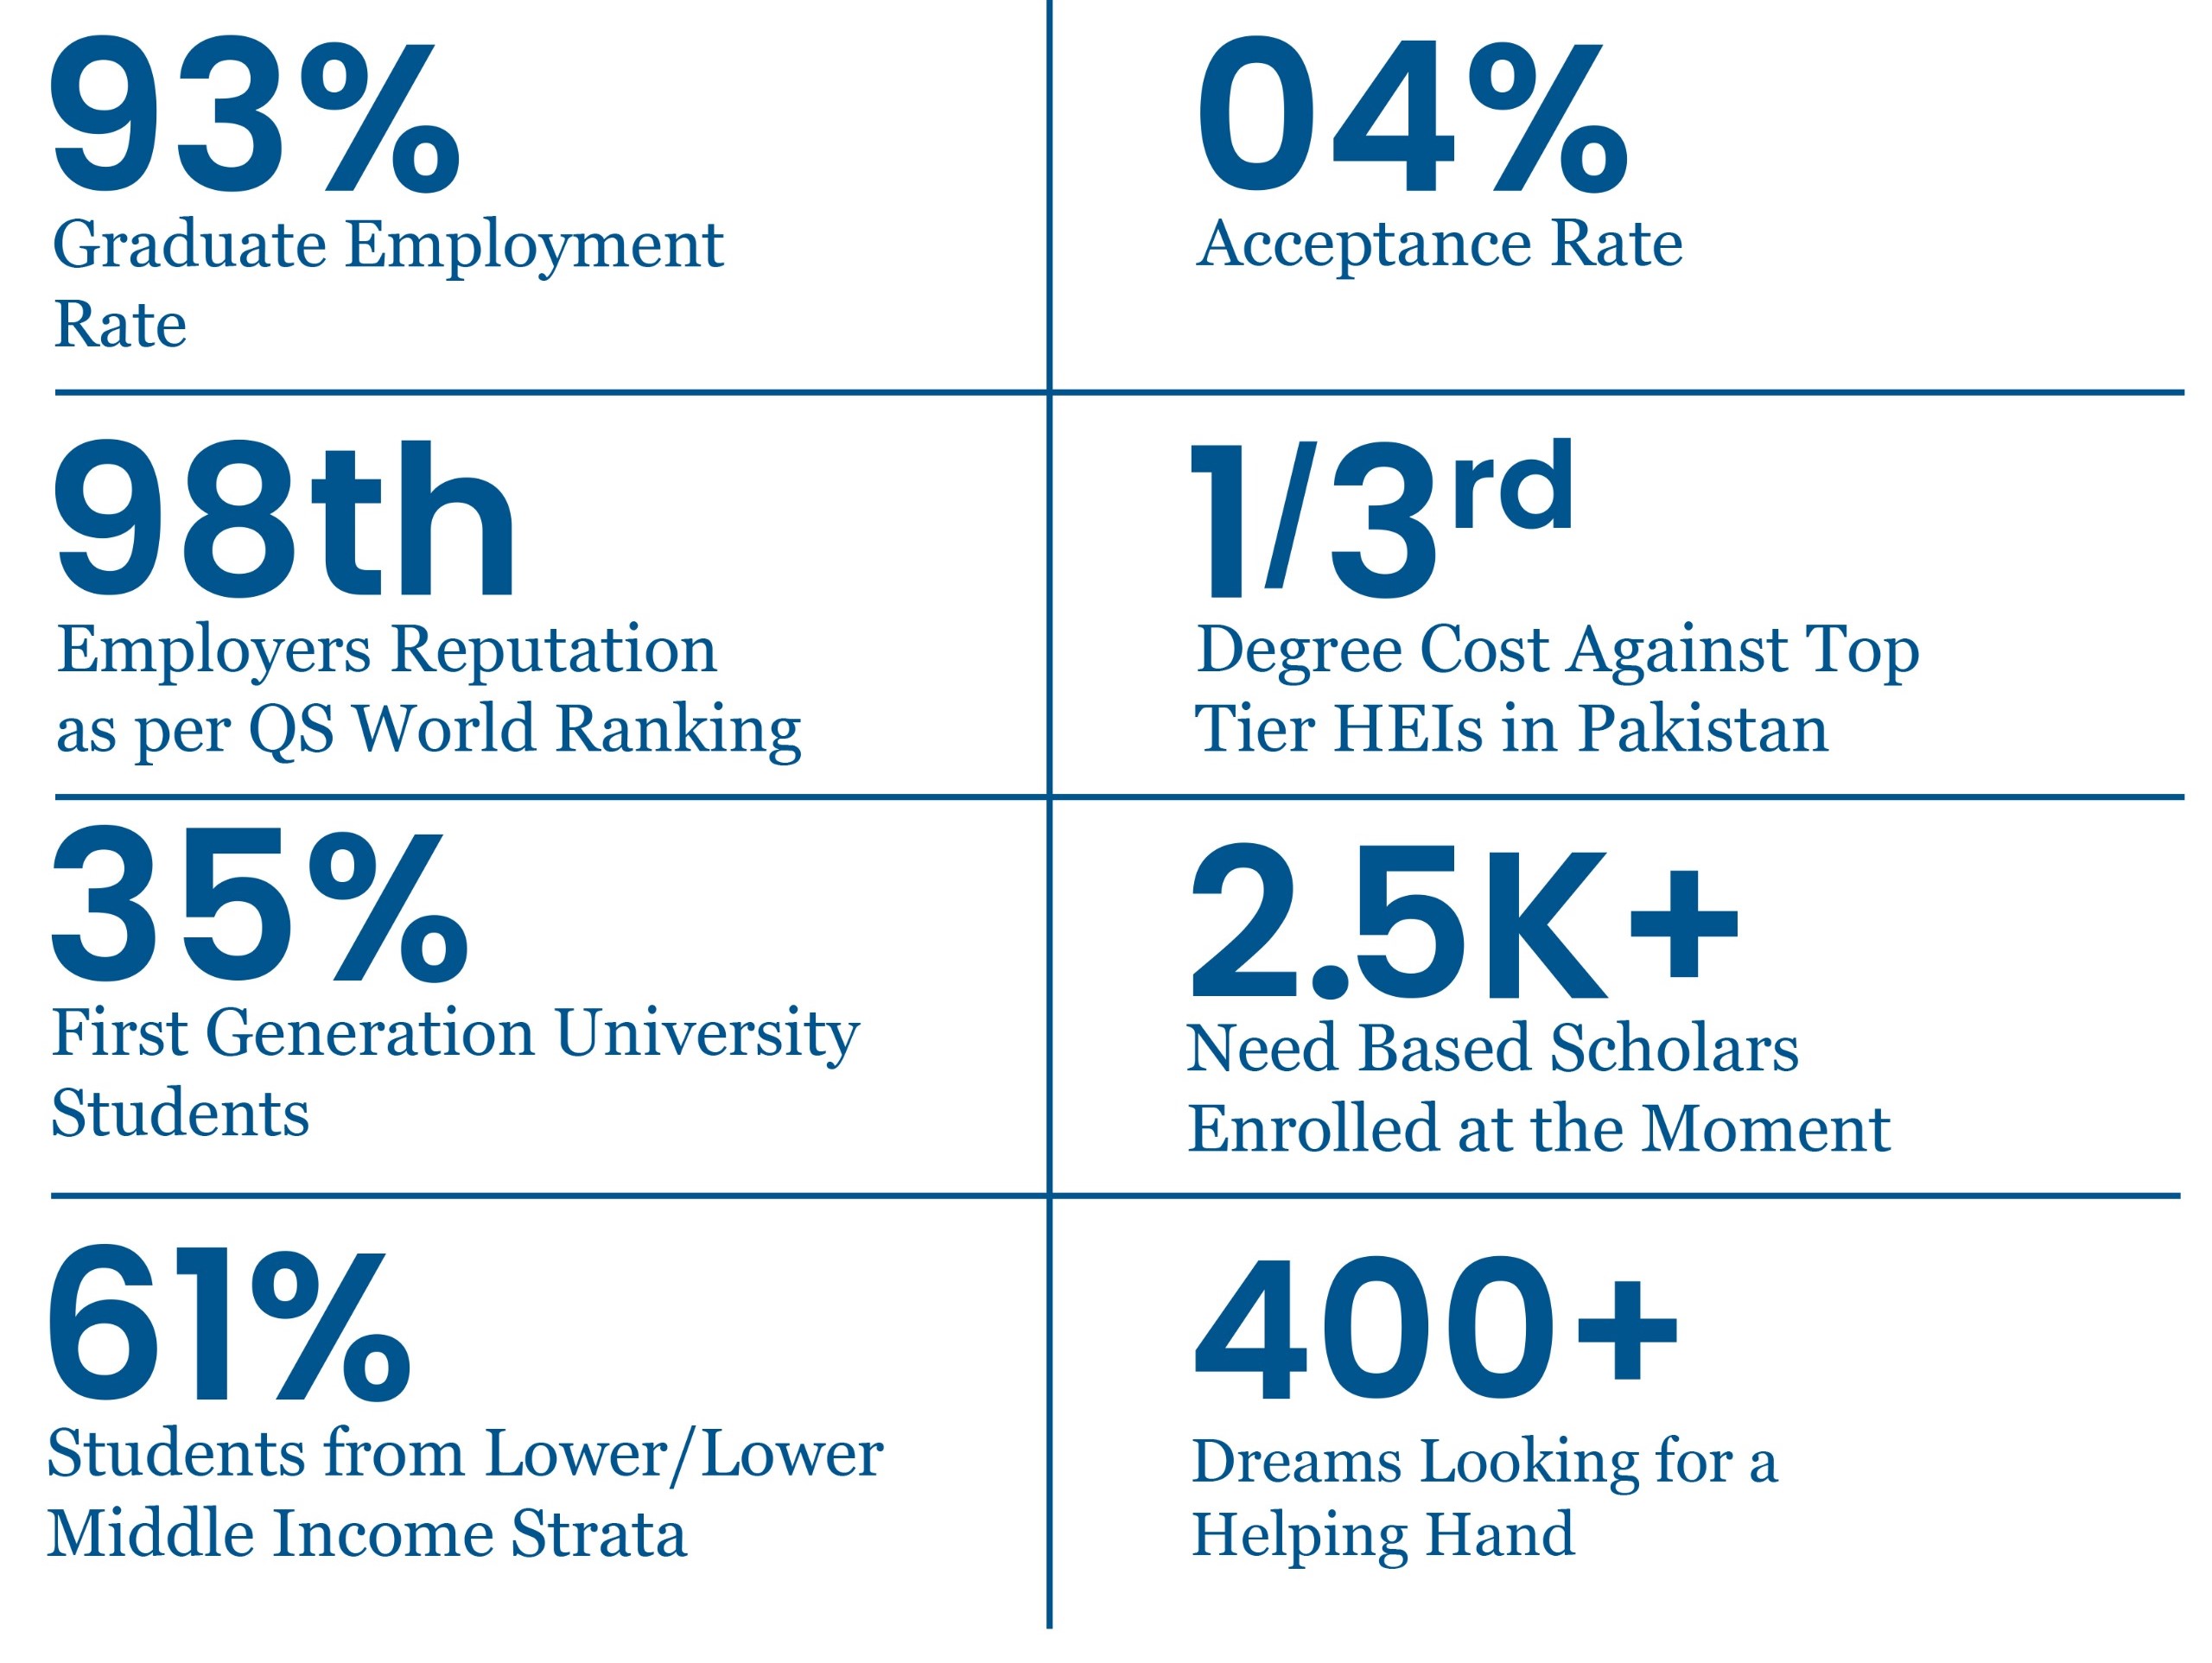 93%
Graduate Employment
Rate
04%
Acceptance Rate
98th
Employers Reputation
as per QS World Ranking
1/3rd
Degree Cost Against Top
Tier HEIs in Pakistan
35%
First Generation University
Students
2.5K+
Need Based Scholars
Enrolled at the Moment
61%
Students from Lower/Lower
Middle Income Strata
400+
Dreams Looking for a
Helping Hand